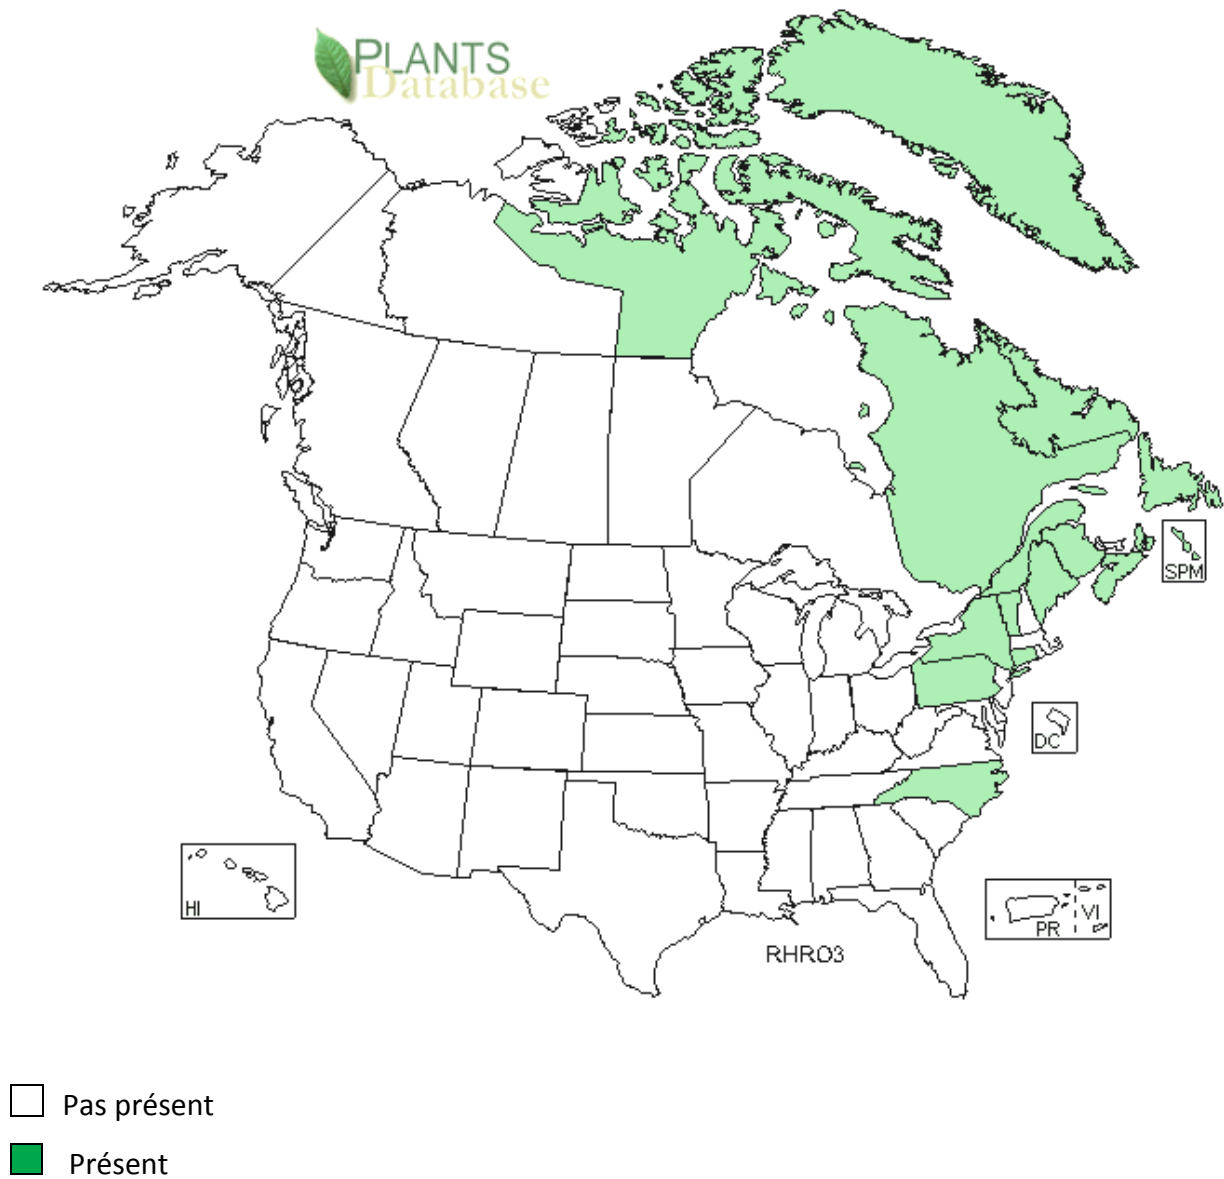 PLANTS
Database
SPM
DC
HI
PR
VI
RHRO3
Pas présent
Présent